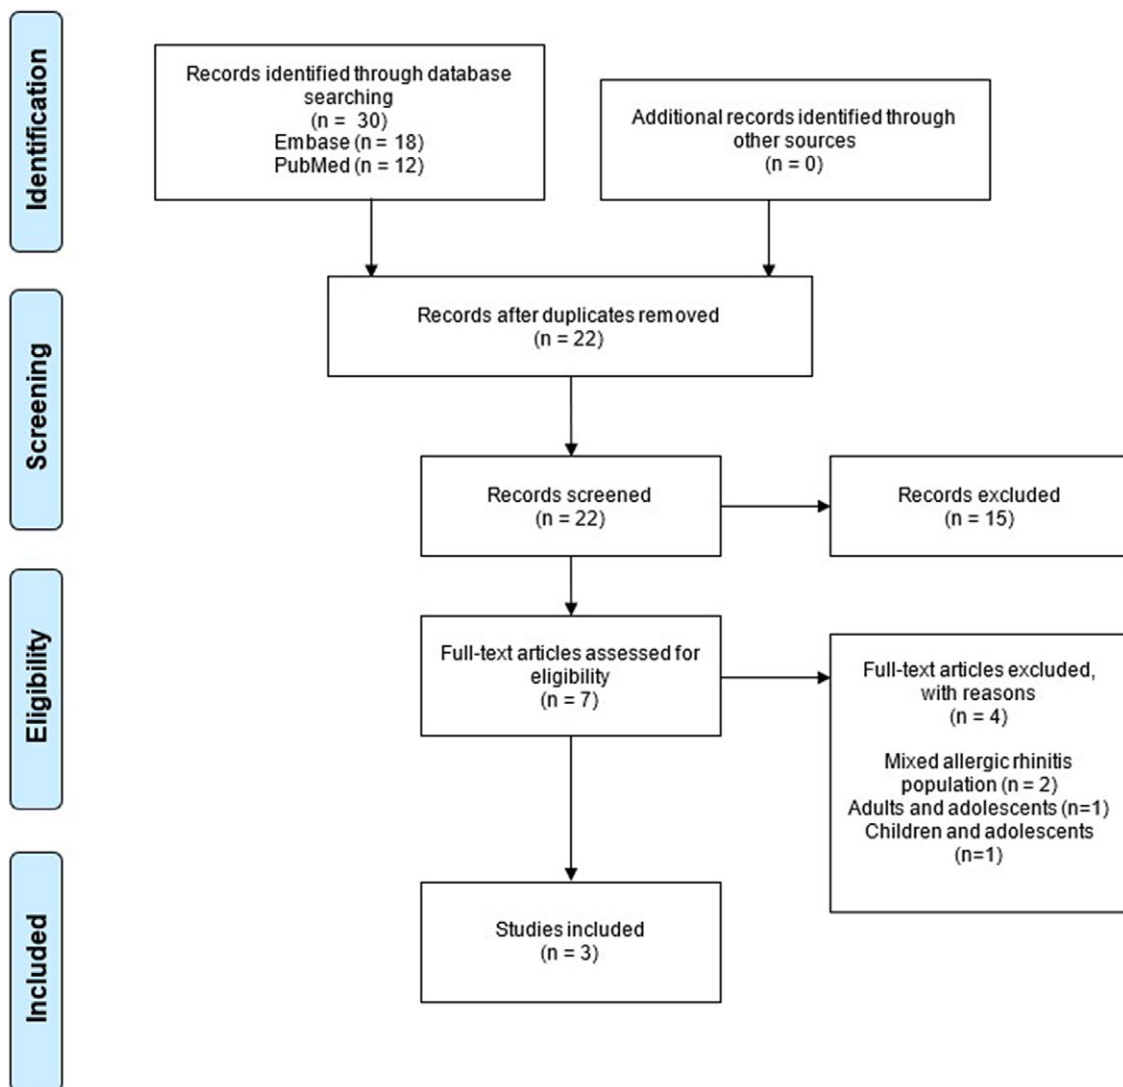 Identification
Records identified through database
searching
(n = 30)
Embase (n = 18)
PubMed (n = 12)
Additional records identified through
other sources
(n = 0)
Screening
Records after duplicates removed
(n = 22)
Records screened
(n = 22)
Records excluded
(n = 15)
Eligibility
Full-text articles assessed for
eligibility
(n = 7)
Full-text articles excluded,
with reasons
(n = 4)
Mixed allergic rhinitis
population (n = 2)
Adults and adolescents (n=1)
Children and adolescents
(n=1)
Included
Studies included
(n = 3)